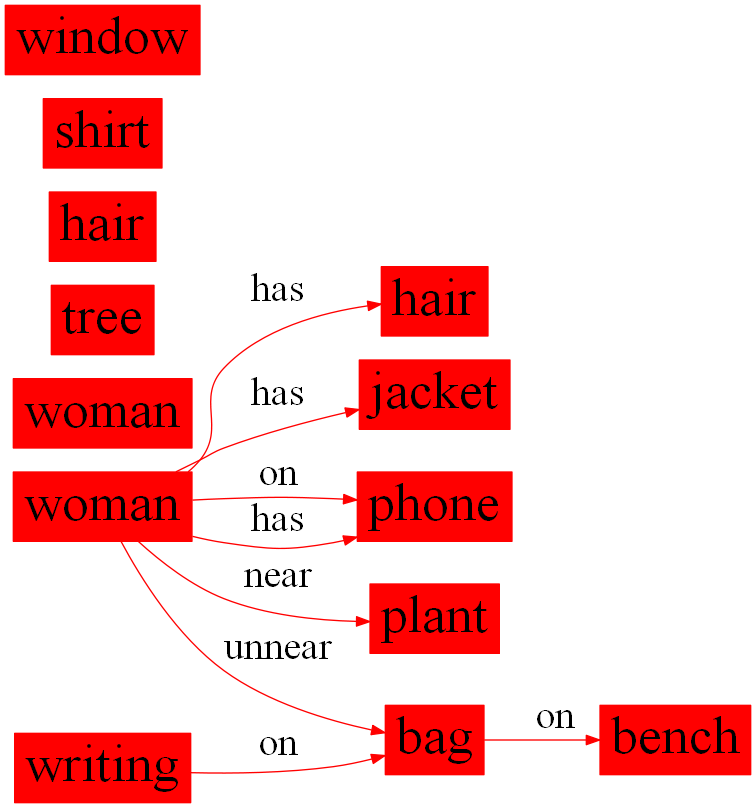 window
shirt
hair
tree
woman
woman
writing
has
has
on
has
near
unnear
on
hair
jacket
phone
plant
bag
on
bench